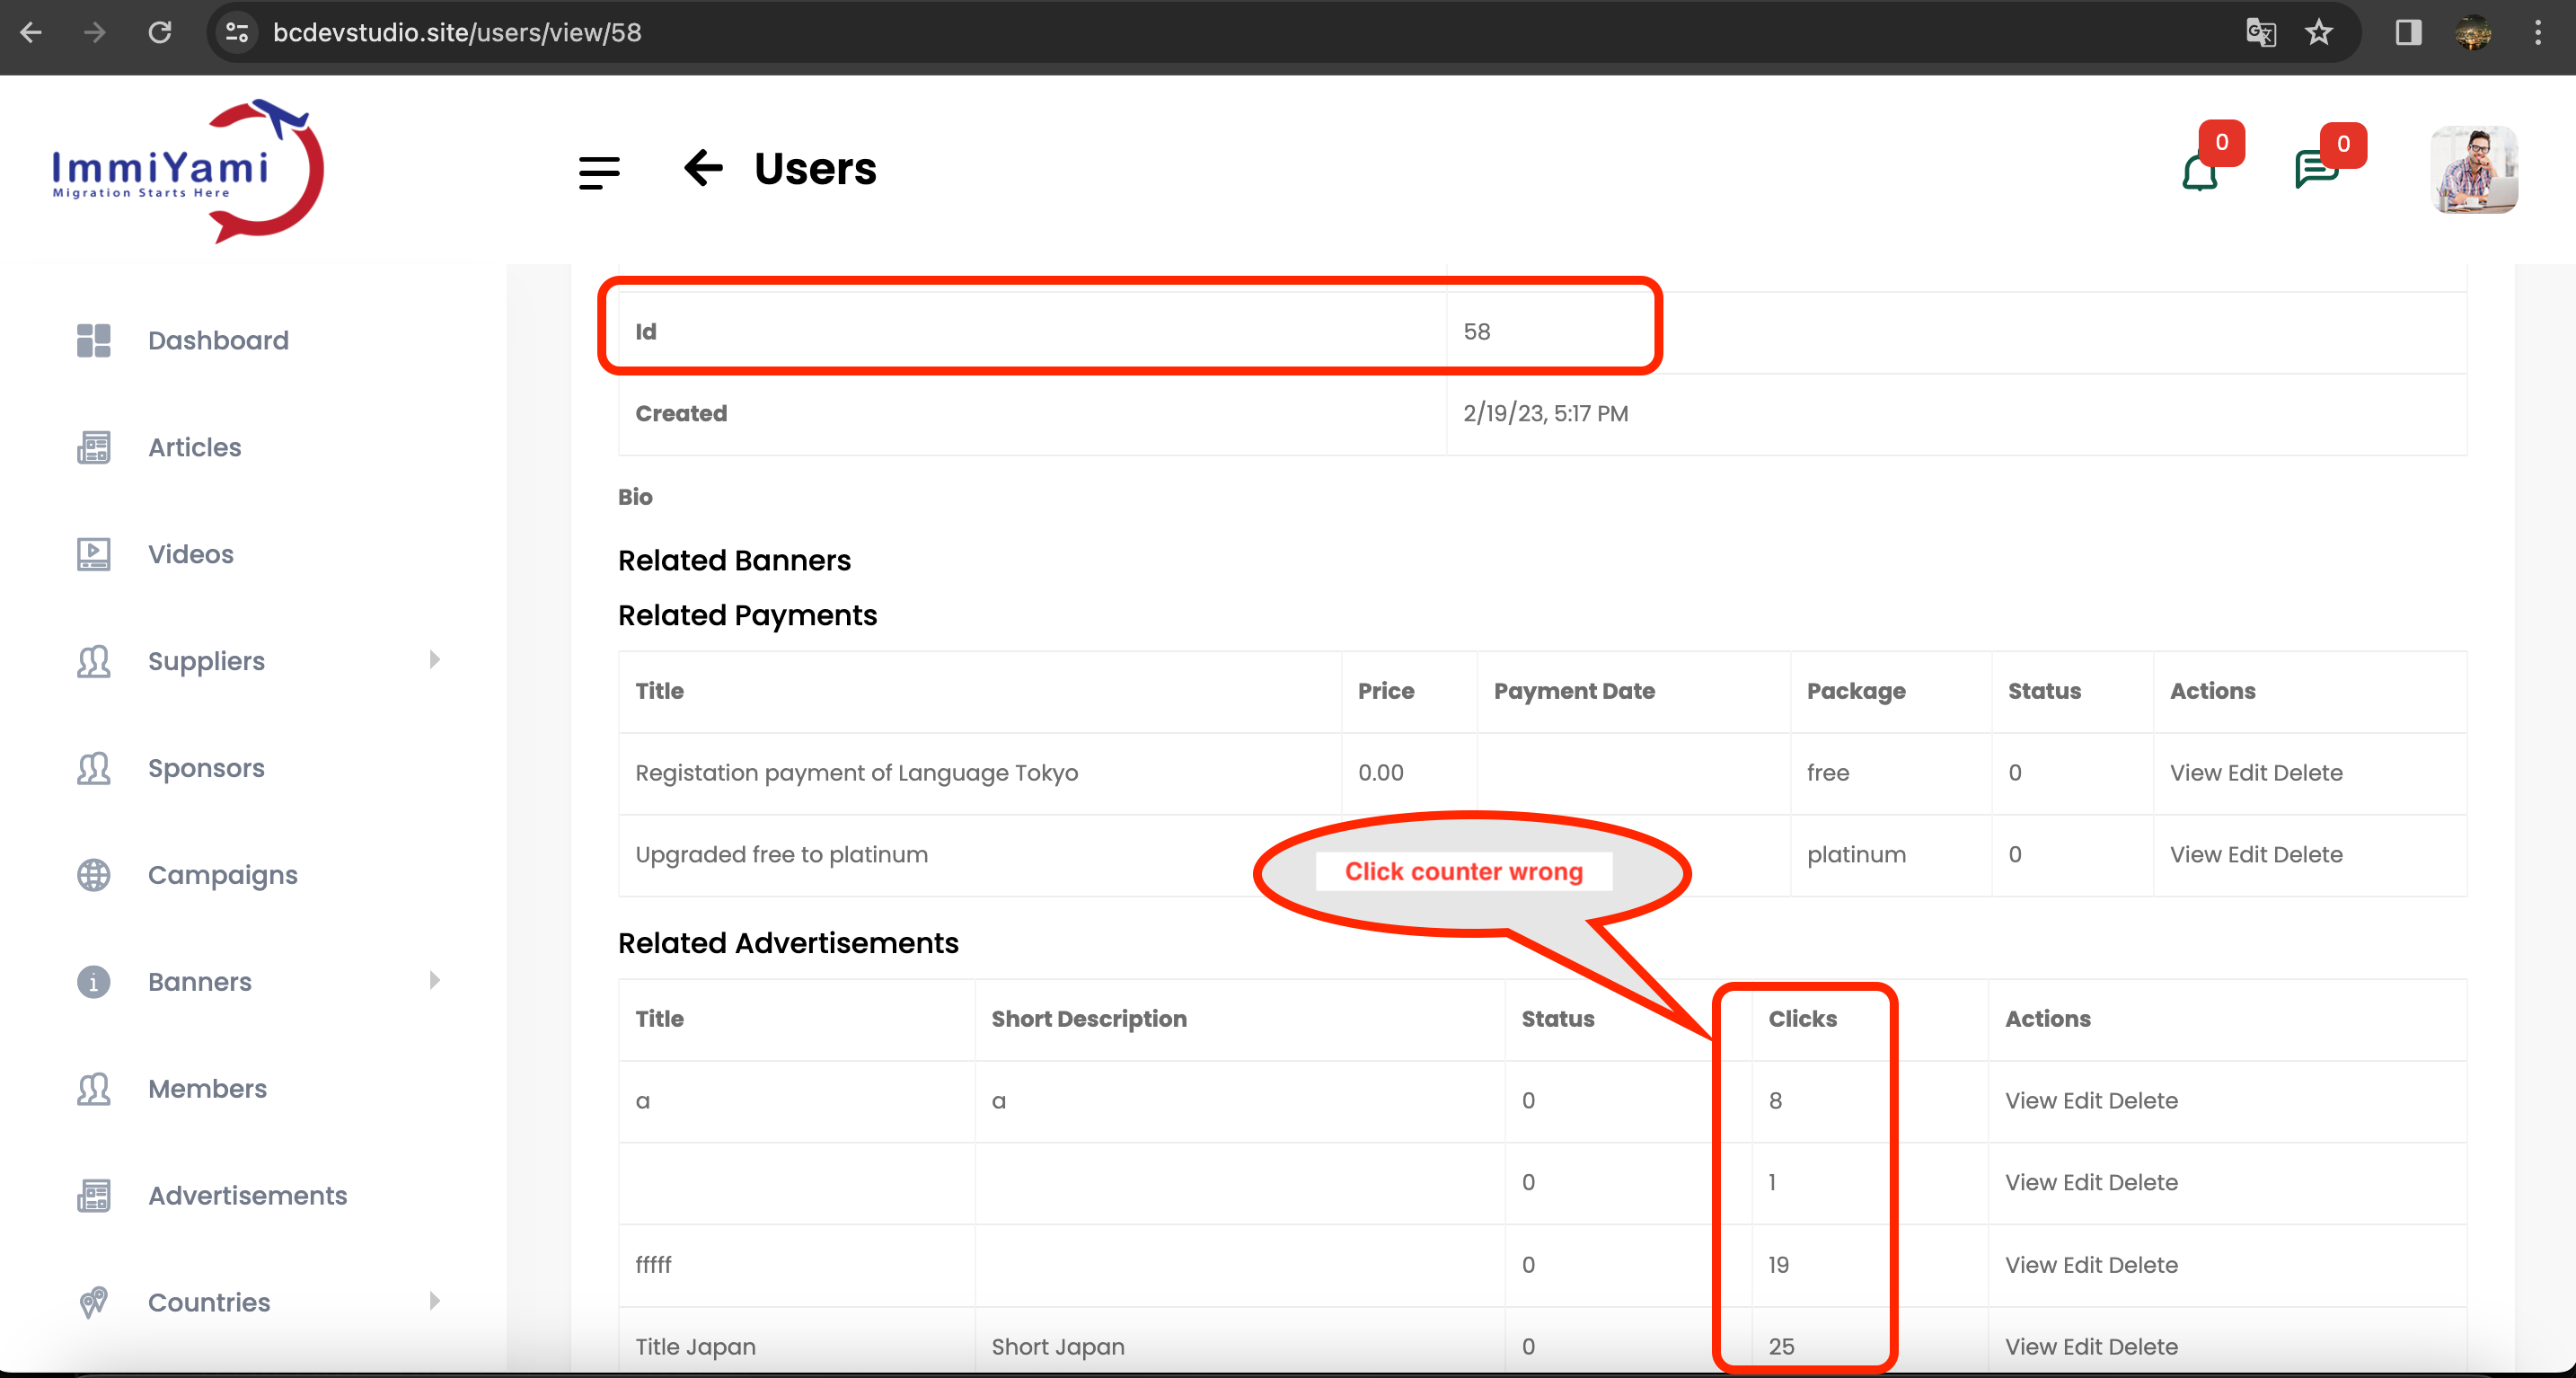 bcdevstudio.site/users/view/58
ImmiYami
Migration Starts Here
Users
0
0
Dashboard
Articles
Videos
Suppliers
Sponsors
Campaigns
Banners
Members
Advertisements
Countries
Id 58
Created 2/19/23, 5:17 PM
Bio
Related Banners
Related Payments
Title Price Payment Date Package Status Actions
Registation payment of Language Tokyo 0.00 free 0 View Edit Delete
Upgraded free to platinum platinum 0 View Edit Delete
Click counter wrong
Related Advertisements
Title Short Description Status Clicks Actions
a a 0 8 View Edit Delete
0 1 View Edit Delete
fffff 0 19 View Edit Delete
Title Japan Short Japan 0 25 View Edit Delete